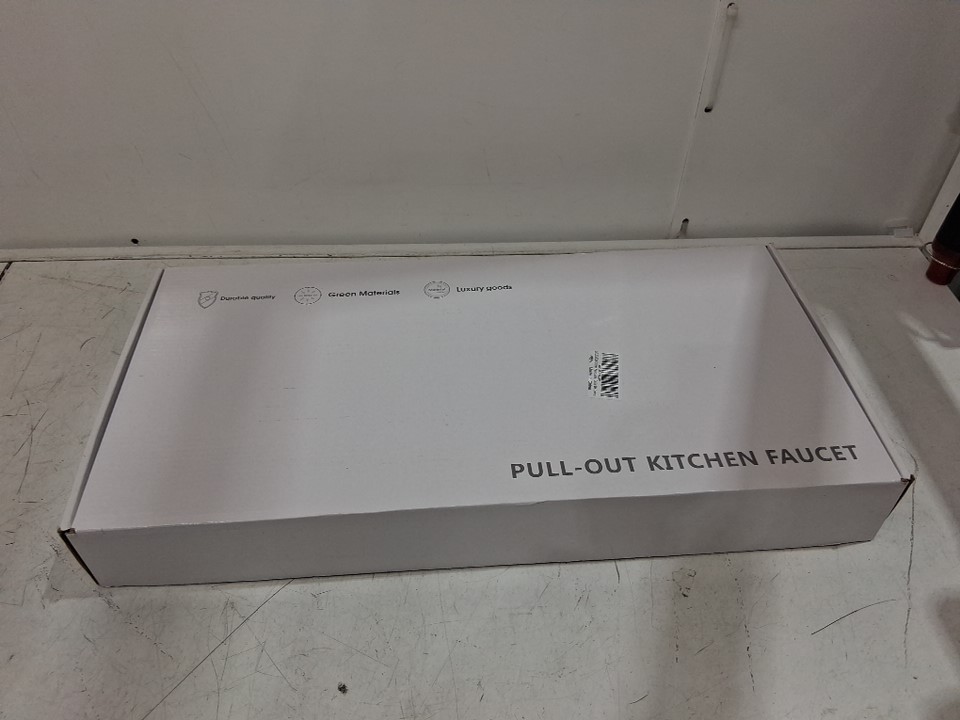 Durable quality
Green Materials
Luxury goods
PULL-OUT KITCHEN FAUCET